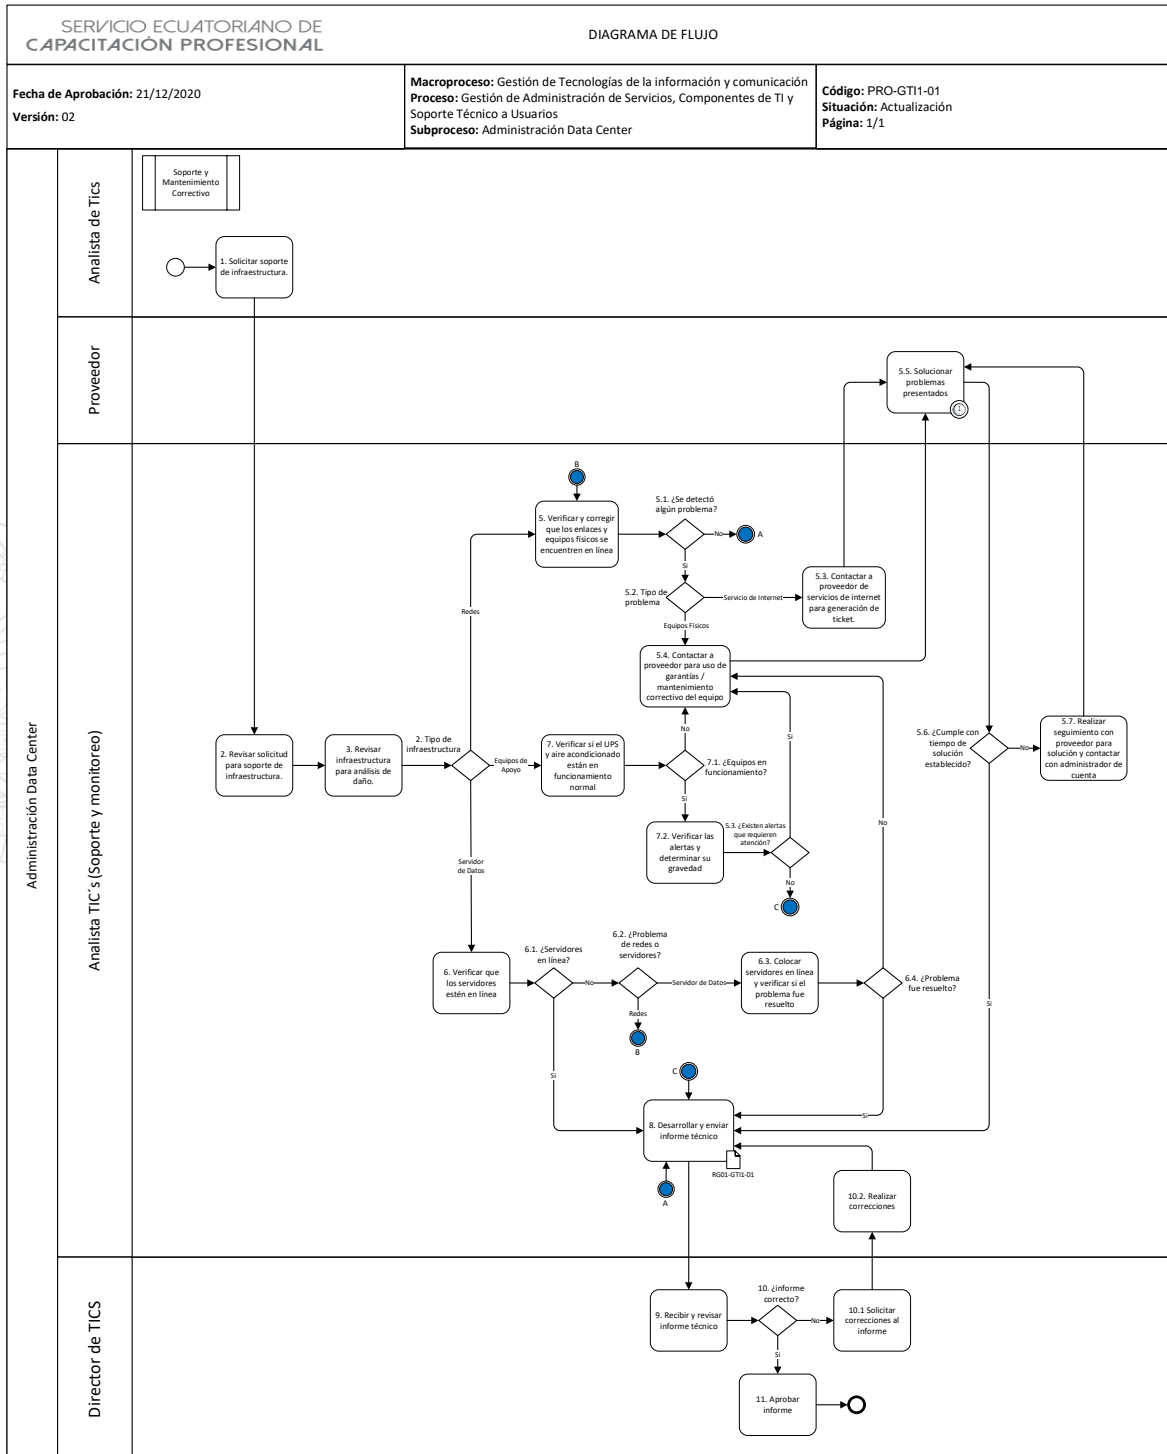 SERVICIO ECUATORIANO DE
CAPACITACIÓN PROFESIONAL
DIAGRAMA DE FLUJO
Fecha de Aprobación: 21/12/2020
Versión: 02
Macroproceso: Gestión de Tecnologías de la información y comunicación
Proceso: Gestión de Administración de Servicios, Componentes de TI y
Soporte Técnico a Usuarios
Subproceso: Administración Data Center
Código: PRO-GTI1-01
Situación: Actualización
Página: 1/1
Administración Data Center
Analista de Tics
Soporte y
Mantenimiento
Correctivo
1. Solicitar soporte
de infraestructura.
Proveedor
5.5. Solucionar
problemas
presentados
Analista TIC´s (Soporte y monitoreo)
B
5. Verificar y corregir
que los enlaces y
equipos físicos se
encuentren en línea
5.1. ¿Se detectó
algún problema?
No
A
Si
5.2. Tipo de
problema
Servicio de Internet
5.3. Contactar a
proveedor de
servicios de internet
para generación de
ticket.
Redes
Equipos Físicos
5.4. Contactar a
proveedor para uso de
garantías /
mantenimiento
correctivo del equipo
2. Revisar solicitud
para soporte de
infraestructura.
3. Revisar
infraestructura
para análisis de
daño.
2. Tipo de
infraestructura
Equipos de
Apoyo
7. Verificar si el UPS
y aire acondicionado
están en
funcionamiento
normal
No
7.1. ¿Equipos en
funcionamiento?
Si
Si
5.6. ¿Cumple con
tiempo de
solución
establecido?
No
5.7. Realizar
seguimiento con
proveedor para
solución y contactar
con administrador de
cuenta
No
7.2. Verificar las
alertas y
determinar su
gravedad
5.3. ¿Existen alertas
que requieren
atención?
No
C
Servidor
de Datos
6. Verificar que
los servidores
estén en línea
6.1. ¿Servidores
en línea?
No
6.2. ¿Problema
de redes o
servidores?
Servidor de Datos
6.3. Colocar
servidores en línea
y verificar si el
problema fue
resuelto
6.4. ¿Problema
fue resuelto?
Si
Redes
B
Si
C
Si
8. Desarrollar y enviar
informe técnico
RG01-GTI1-01
A
10.2. Realizar
correcciones
Director de TICS
9. Recibir y revisar
informe técnico
10. ¿informe
correcto?
No
10.1 Solicitar
correcciones al
informe
Si
11. Aprobar
informe